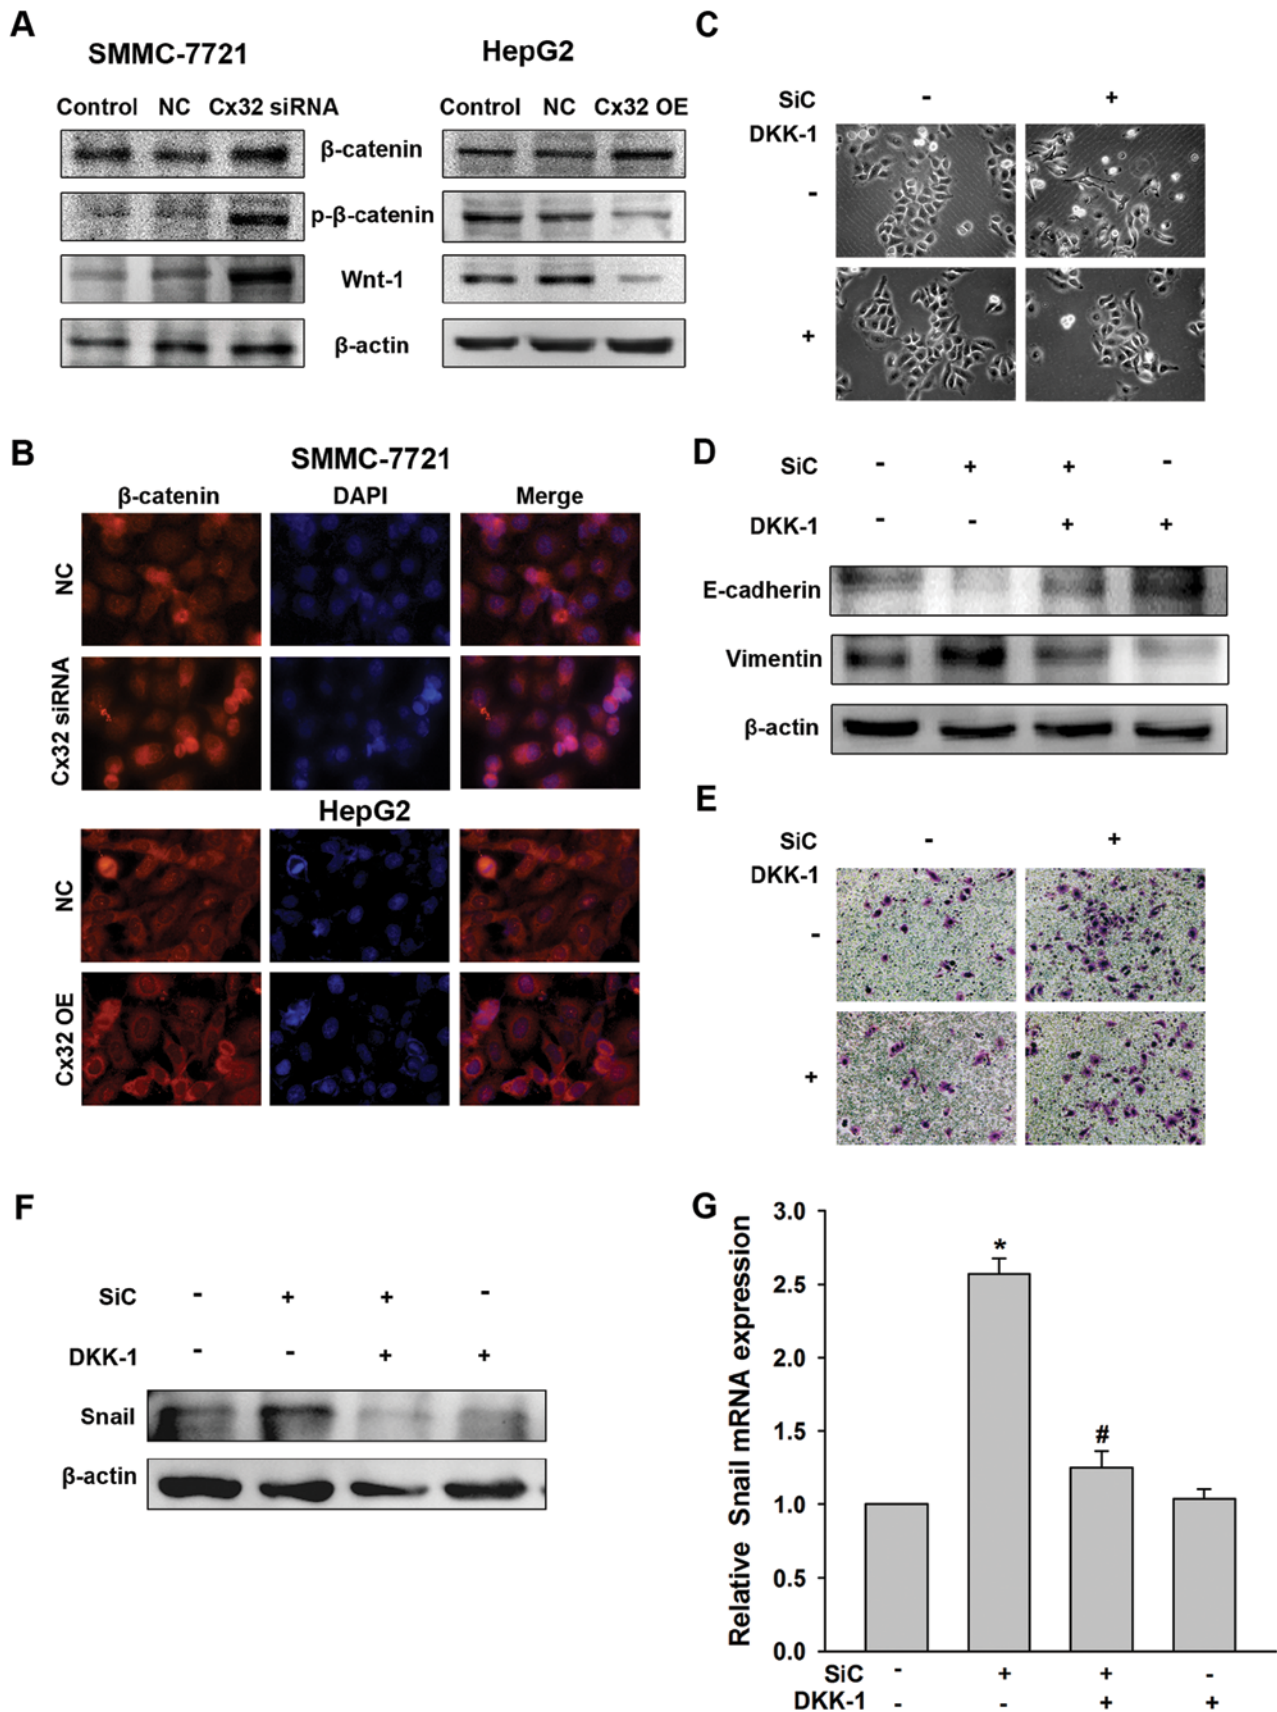 A
SMMC-7721
HepG2
Control NC Cx32 siRNA
Control NC Cx32 OE
β-catenin
p-β-catenin
Wnt-1
β-actin
B
SMMC-7721
β-catenin DAPI Merge
NC
Cx32 siRNA
HepG2
NC
Cx32 OE
C
SiC - +
DKK-1
-
+
D
SiC - + + -
DKK-1 - - + +
E-cadherin
Vimentin
β-actin
E
SiC - +
DKK-1
-
+
F
SiC - + + -
DKK-1 - - + +
Snail
β-actin
G
Relative Snail mRNA expression
3.0
2.5
2.0
1.5
1.0
0.5
0.0
*
#
SiC - + + -
DKK-1 - - + +